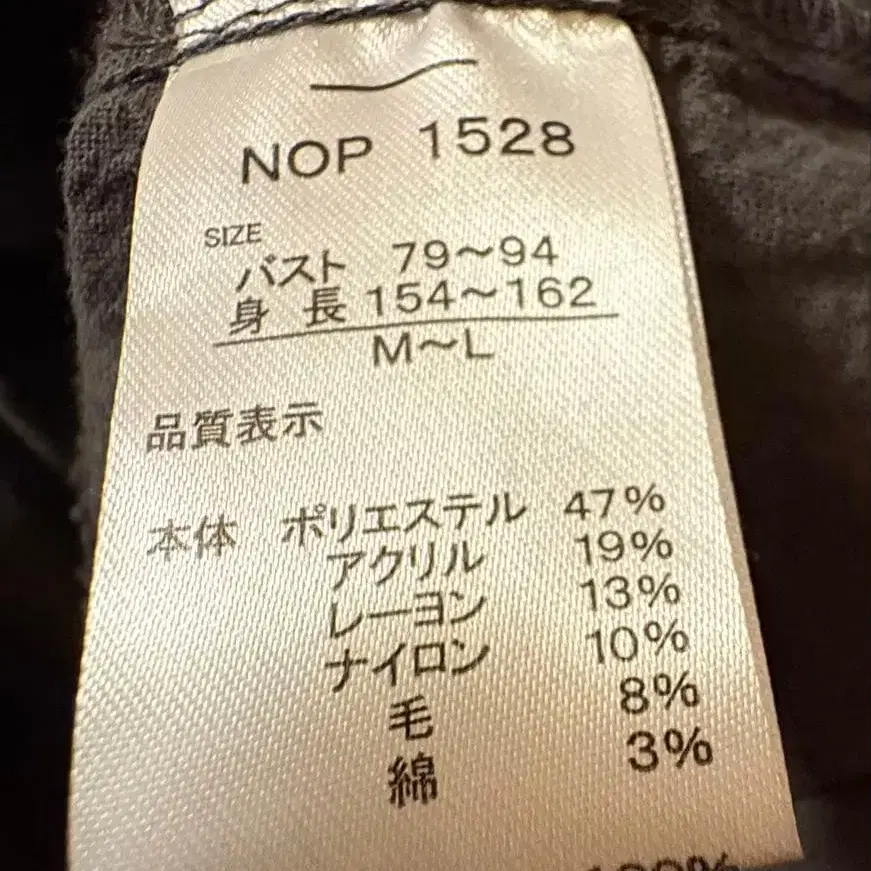 NOP 1528
SIZE
バスト 79～94
身 長 154～162
M～L
品質表示
本体 ポリエステル 47%
アクリル 19%
レーヨン 13%
ナイロン 10%
毛 8%
綿 3%